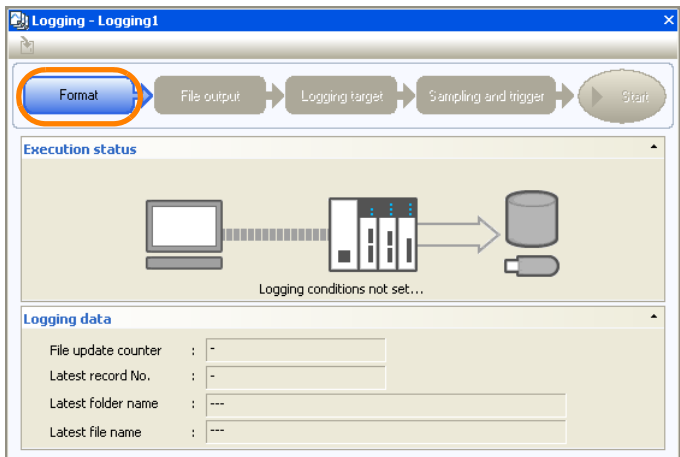 Logging - Logging1
Format
File output
Logging target
Sampling and trigger
Start
Execution status
Logging conditions not set...
Logging data
File update counter : -
Latest record No. : -
Latest folder name : ---
Latest file name : ---